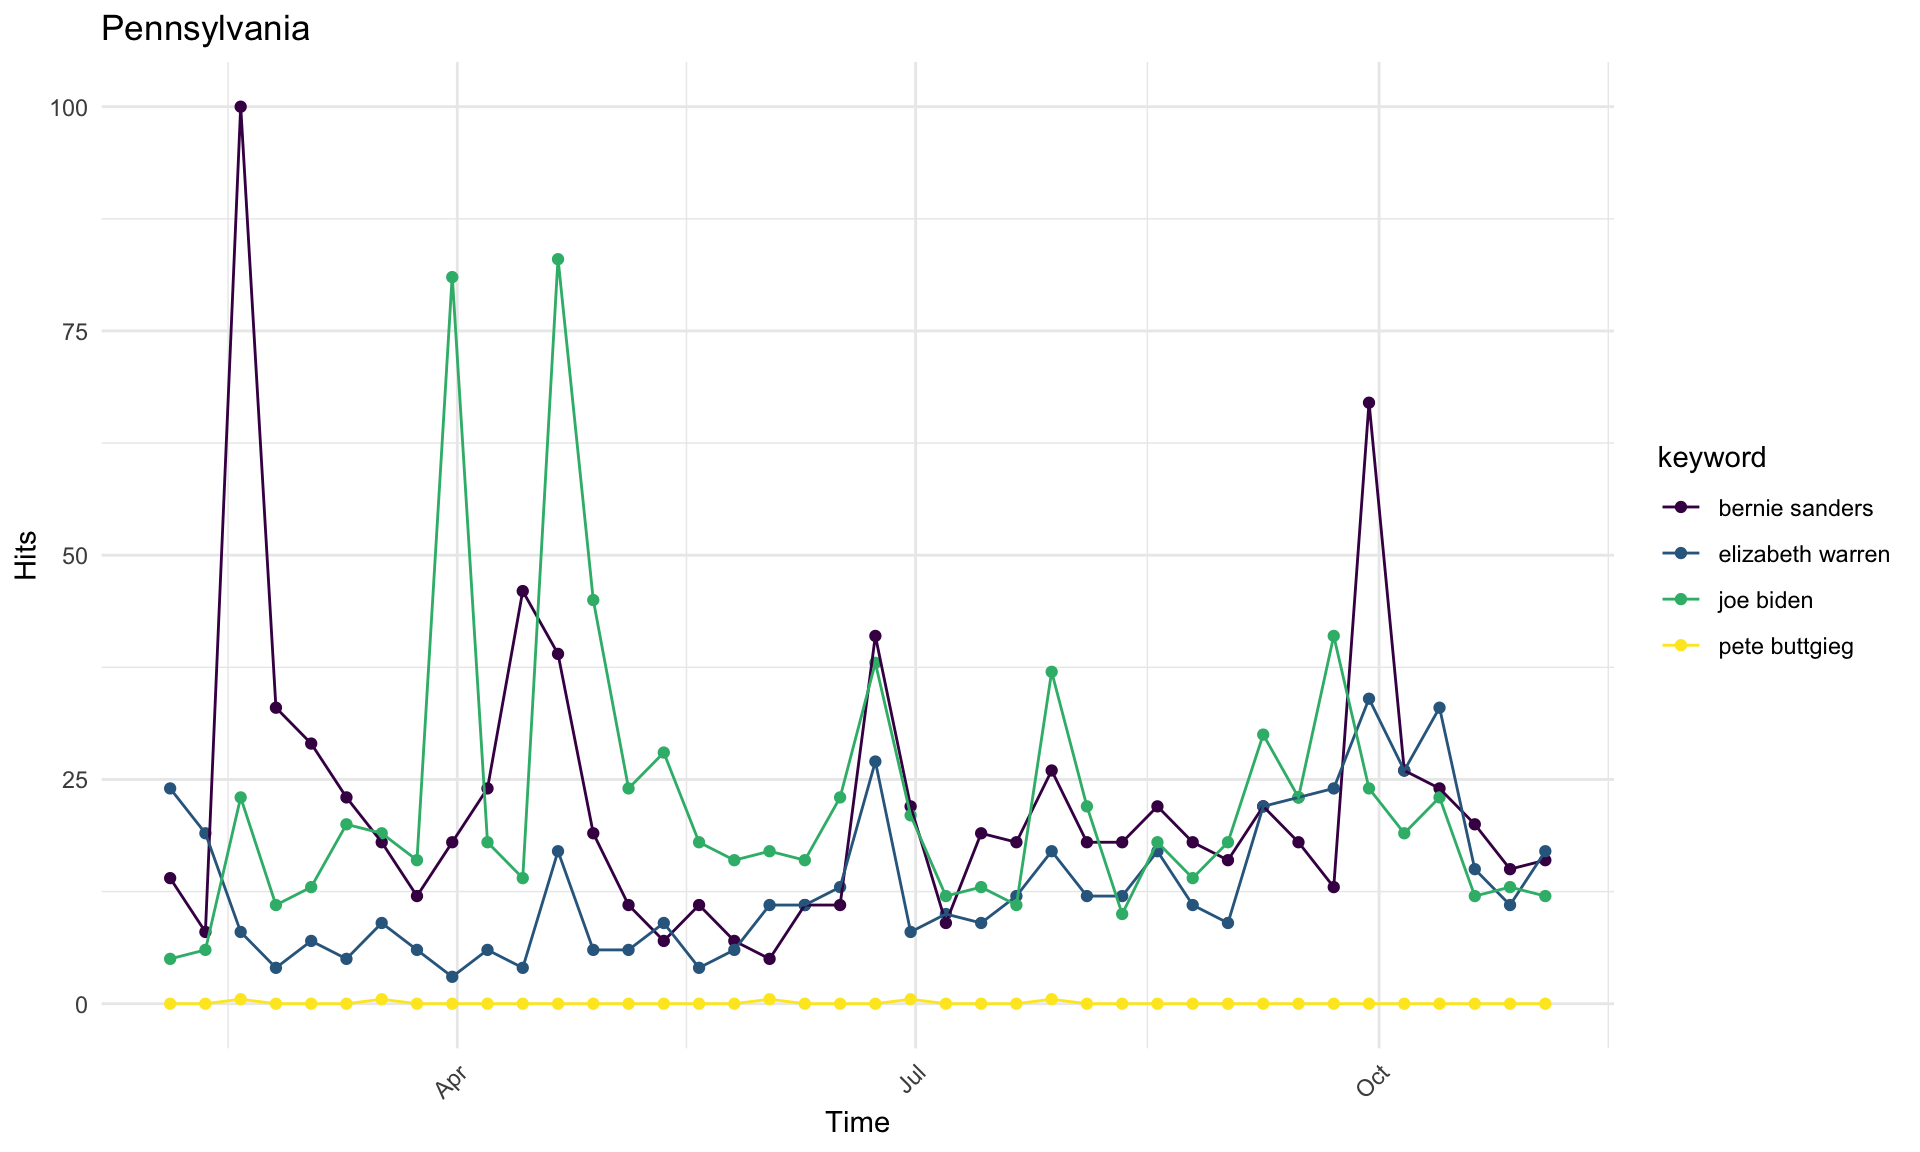 Pennsylvania
100
75
50
25
0
Hits
Apr
Jul
Oct
Time
keyword
bernie sanders
elizabeth warren
joe biden
pete buttgieg